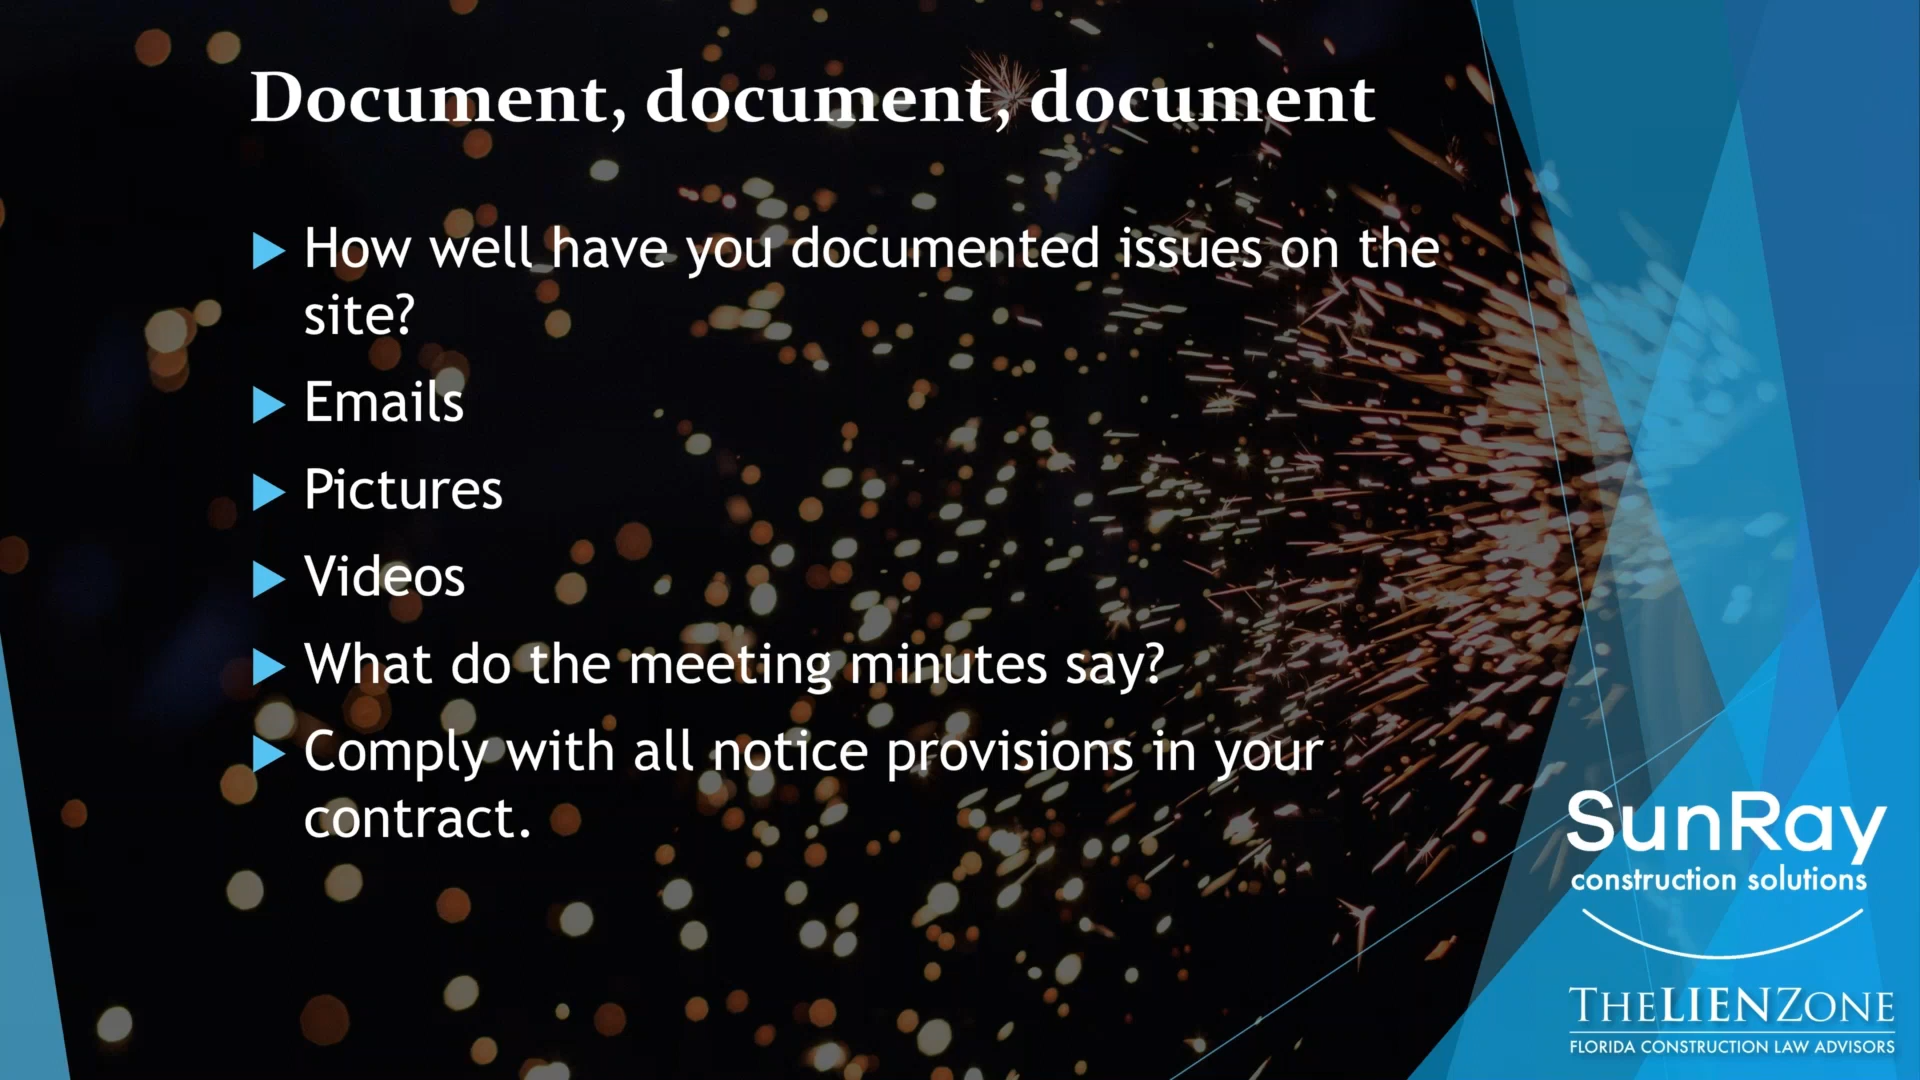 Document, document, document
How well have you documented issues on the
site?
Emails
Pictures
Videos
What do the meeting minutes say?
Comply with all notice provisions in your
contract.
SunRay
construction solutions
THELIENZONE
FLORIDA CONSTRUCTION LAW ADVISORS